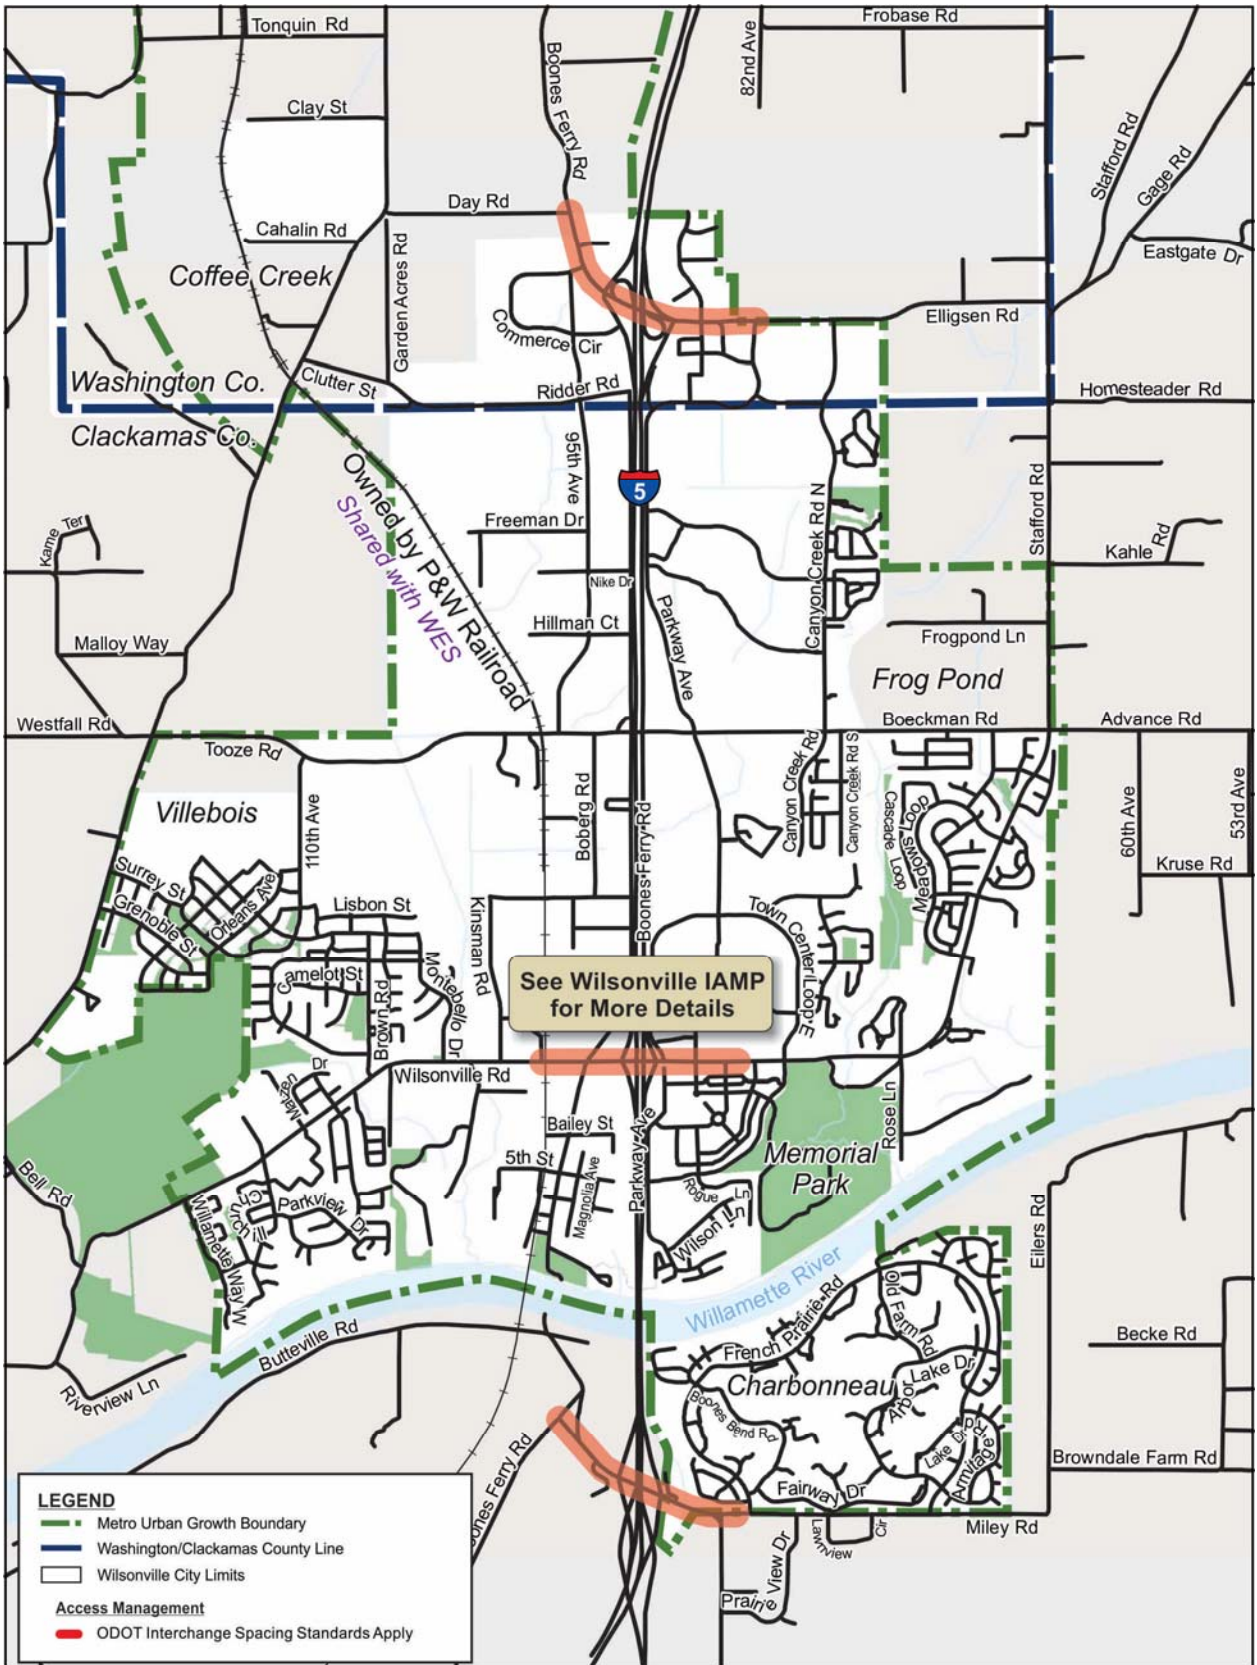 Tonquin Rd
Frobase Rd
Boones Ferry Rd
82nd Ave
Clay St
Stafford Rd
Gage Rd
Day Rd
Cahalin Rd
Eastgate Dr
Coffee Creek
Garden Acres Rd
Elligsen Rd
Commerce Cir
Washington Co.
Clutter St
Ridder Rd
Homesteader Rd
Clackamas Co.
95th Ave
5
Owned by P&W Railroad
Shared with WES
Canyon Creek Rd N
Stafford Rd
Freeman Dr
Kame Ter
Kahle Rd
Nike Dr
Parkway Ave
Hillman Ct
Frogpond Ln
Malloy Way
Frog Pond
Westfall Rd
Boeckman Rd
Advance Rd
Tooze Rd
Canyon Creek Rd
Canyon Creek Rd S
Boberg Rd
Boones Ferry Rd
Villebois
110th Ave
Cascade Loop
Meadows Loop
60th Ave
53rd Ave
Kruse Rd
Surrey St
Grenoble St
Orleans Ave
Lisbon St
Kinsman Rd
Town Center Loop E
Camelot St
Montebello Dr
Brown Rd
See Wilsonville IAMP
for More Details
Wilsonville Rd
Matzen Dr
Rose Ln
Bailey St
Parkway Ave
5th St
Magnolia Ave
Memorial
Park
Bell Rd
Rogue Ln
Willamette Way W
Churchill
Parkview Dr
Wilson Ln
Eilers Rd
Willamette River
Butteville Rd
French Prairie Rd
Old Farm Rd
Becke Rd
Riverview Ln
Charbonneau
Arbor Lake Dr
Boones Bend Rd
Lake Dr
Armitage Rd
Browndale Farm Rd
Fairway Dr
ones Ferry Rd
Miley Rd
Lawnview Cir
Prairie View Dr
LEGEND
Metro Urban Growth Boundary
Washington/Clackamas County Line
Wilsonville City Limits
Access Management
ODOT Interchange Spacing Standards Apply